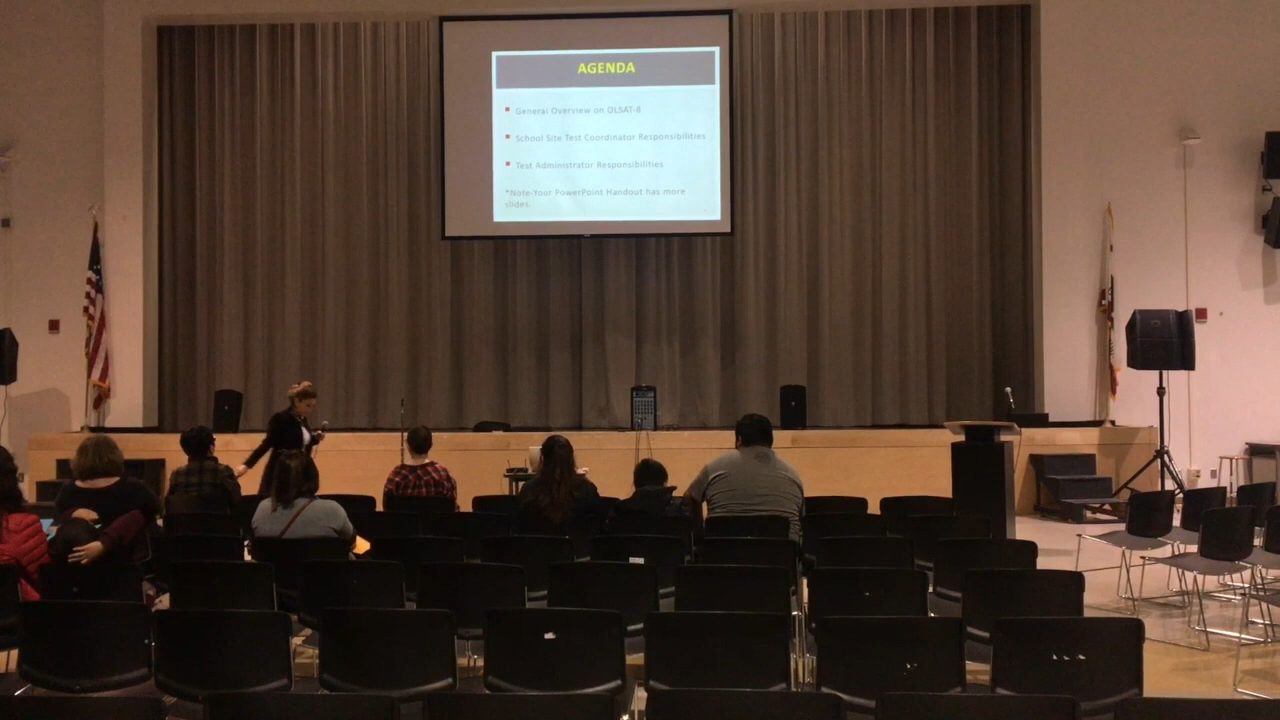 AGENDA
General Overview on OLSAT-8
School Site Test Coordinator Responsibilities
Test Administrator Responsibilities
*Note-Your PowerPoint Handout has more
slides.